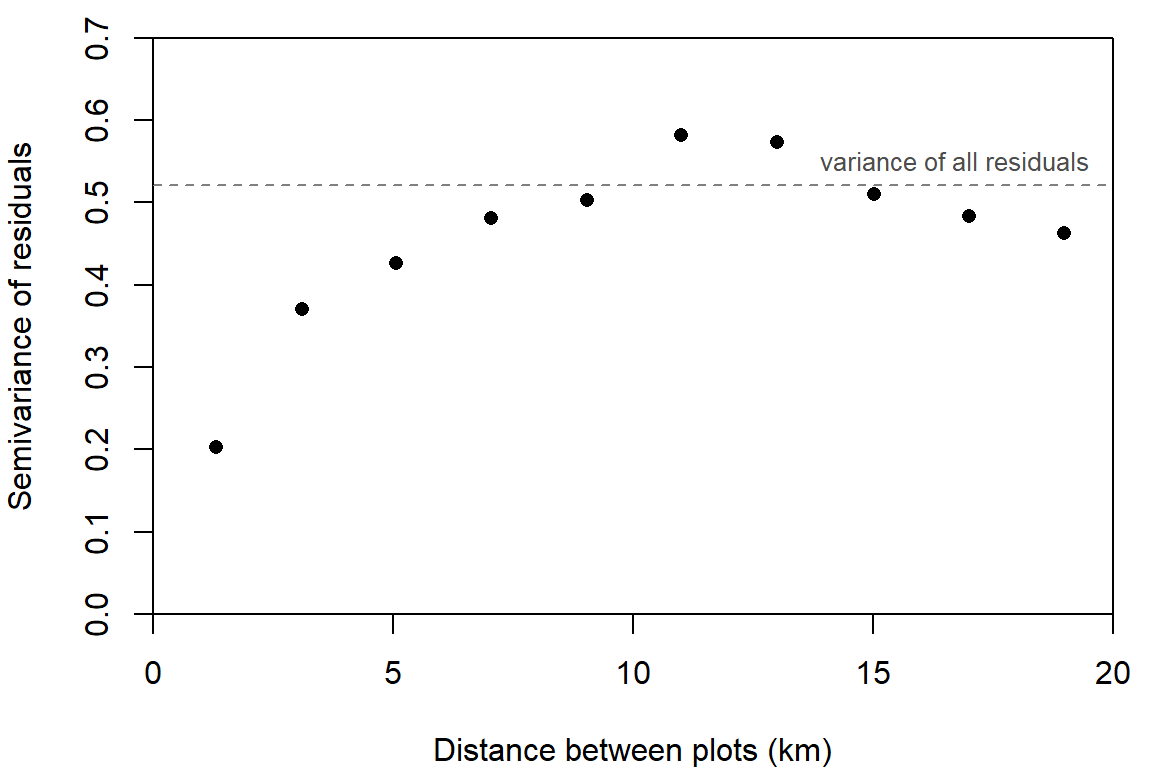 0.7
0.6
0.5
0.4
0.3
0.2
0.1
0.0
Semivariance of residuals
variance of all residuals
0 5 10 15 20
Distance between plots (km)